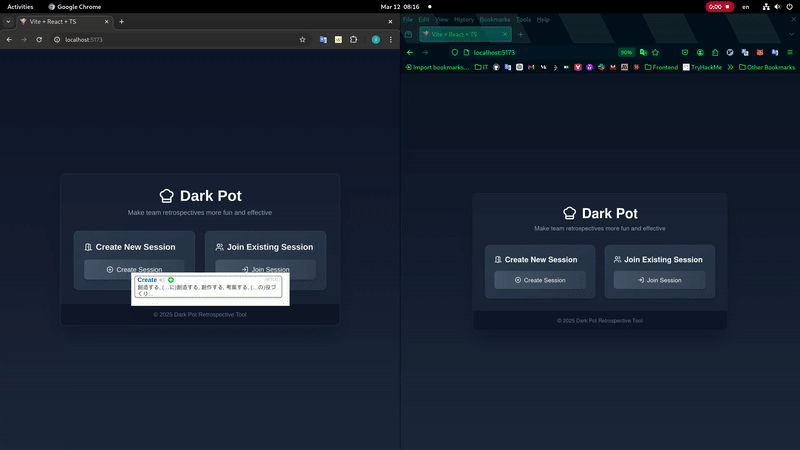 Activities
Google Chrome
Mar 12 08:16
0:00
en
Vite + React + TS
localhost:5173
Dark Pot
Make team retrospectives more fun and effective
Create New Session
Create Session
Join Existing Session
Join Session
Create
創造する, (…に)創造する, 創作する, 考案する, (…の)役づ
くり…
© 2025 Dark Pot Retrospective Tool
File Edit View History Bookmarks Tools Help
Vite + React + TS
localhost:5173
90%
Import bookmarks...
IT
Frontend
TryHackMe
Other Bookmarks
Dark Pot
Make team retrospectives more fun and effective
Create New Session
Create Session
Join Existing Session
Join Session
© 2025 Dark Pot Retrospective Tool